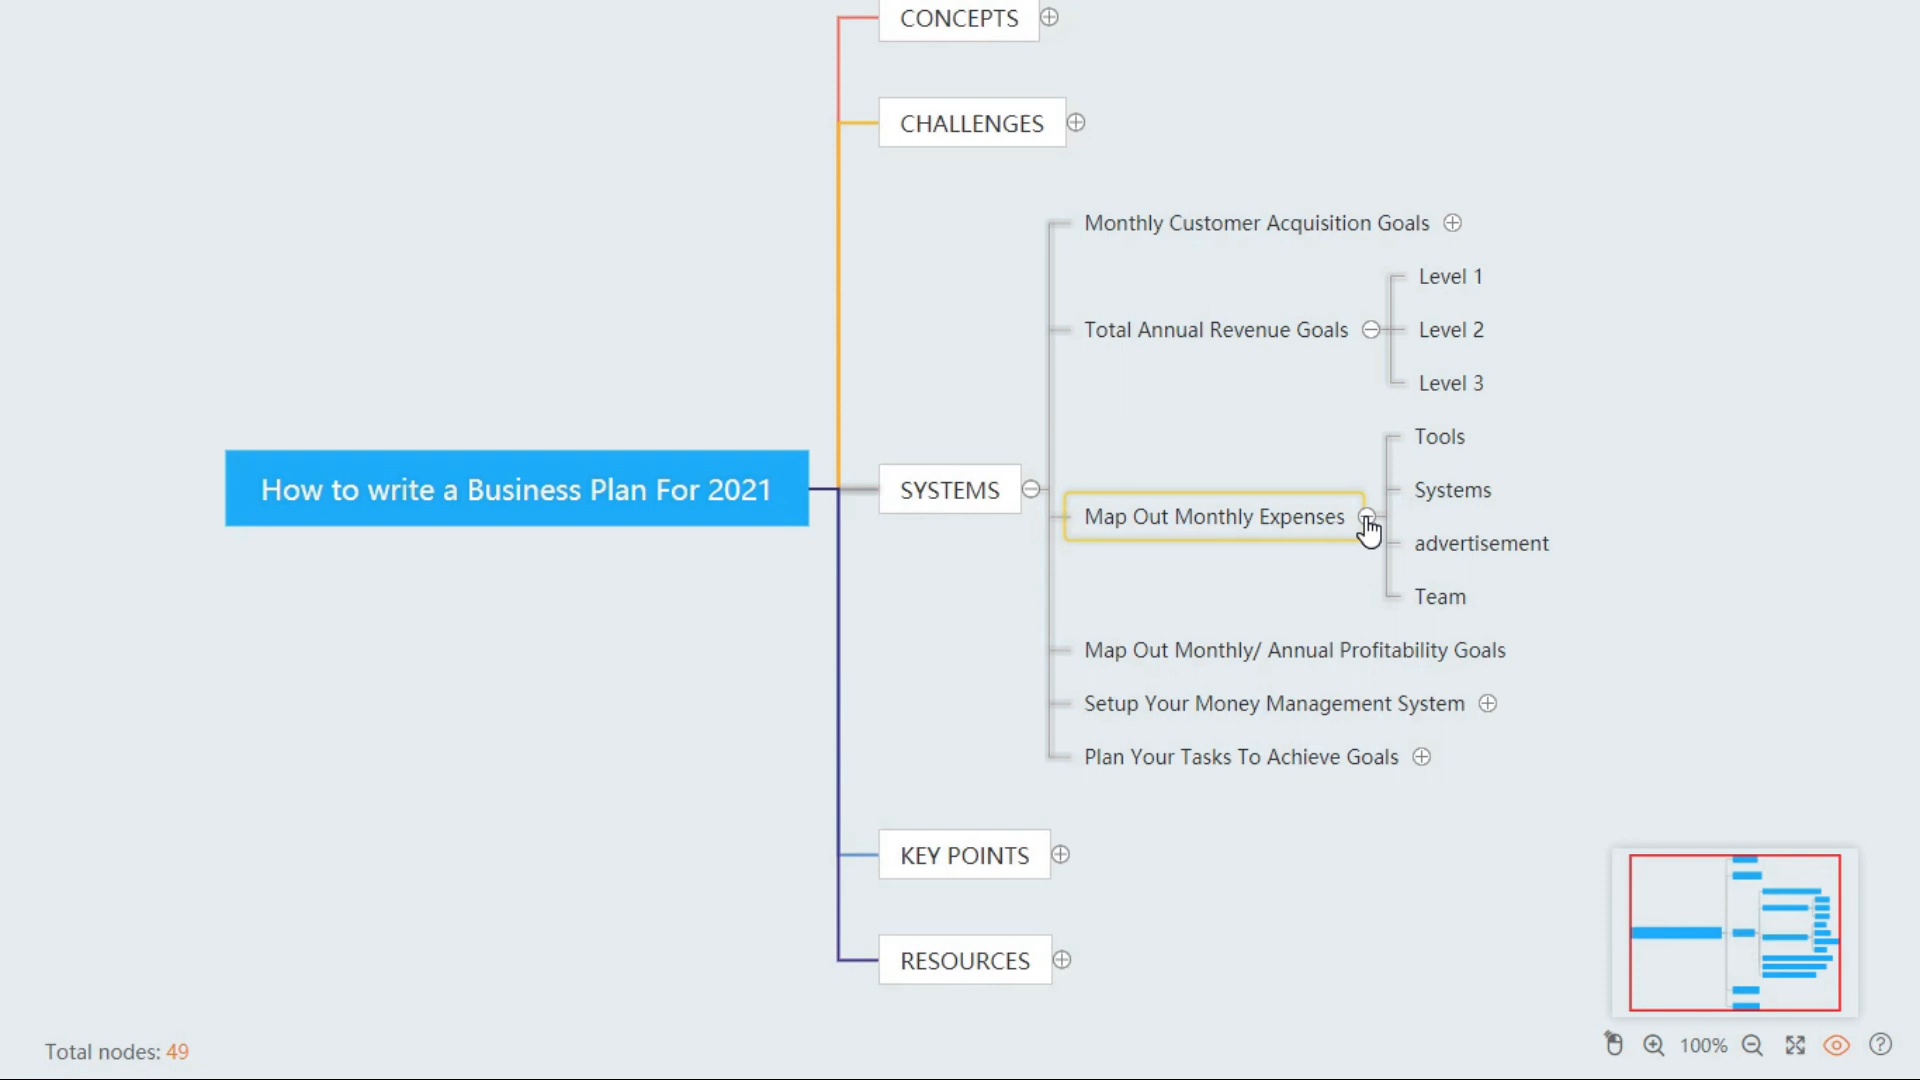 CONCEPTS
CHALLENGES
Monthly Customer Acquisition Goals
Level 1
Total Annual Revenue Goals
Level 2
Level 3
Tools
How to write a Business Plan For 2021
SYSTEMS
Systems
Map Out Monthly Expenses
advertisement
Team
Map Out Monthly/ Annual Profitability Goals
Setup Your Money Management System
Plan Your Tasks To Achieve Goals
KEY POINTS
RESOURCES
Total nodes: 49
100%